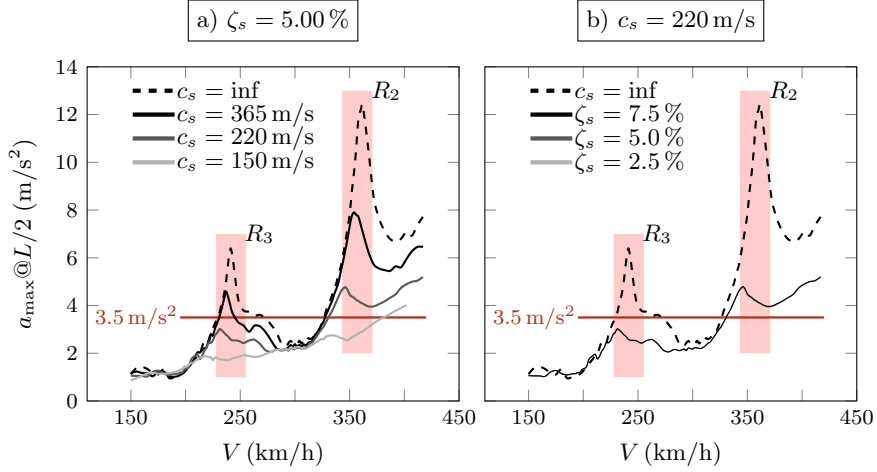 a) ζ_s = 5.00 %
b) c_s = 220 m/s
14
12
10
8
6
4
2
0
a_max@L/2 (m/s²)
c_s = inf
c_s = 365 m/s
c_s = 220 m/s
c_s = 150 m/s
R_2
R_3
3.5 m/s²
150
250
350
450
V (km/h)
c_s = inf
ζ_s = 7.5 %
ζ_s = 5.0 %
ζ_s = 2.5 %
R_2
R_3
3.5 m/s²
150
250
350
450
V (km/h)